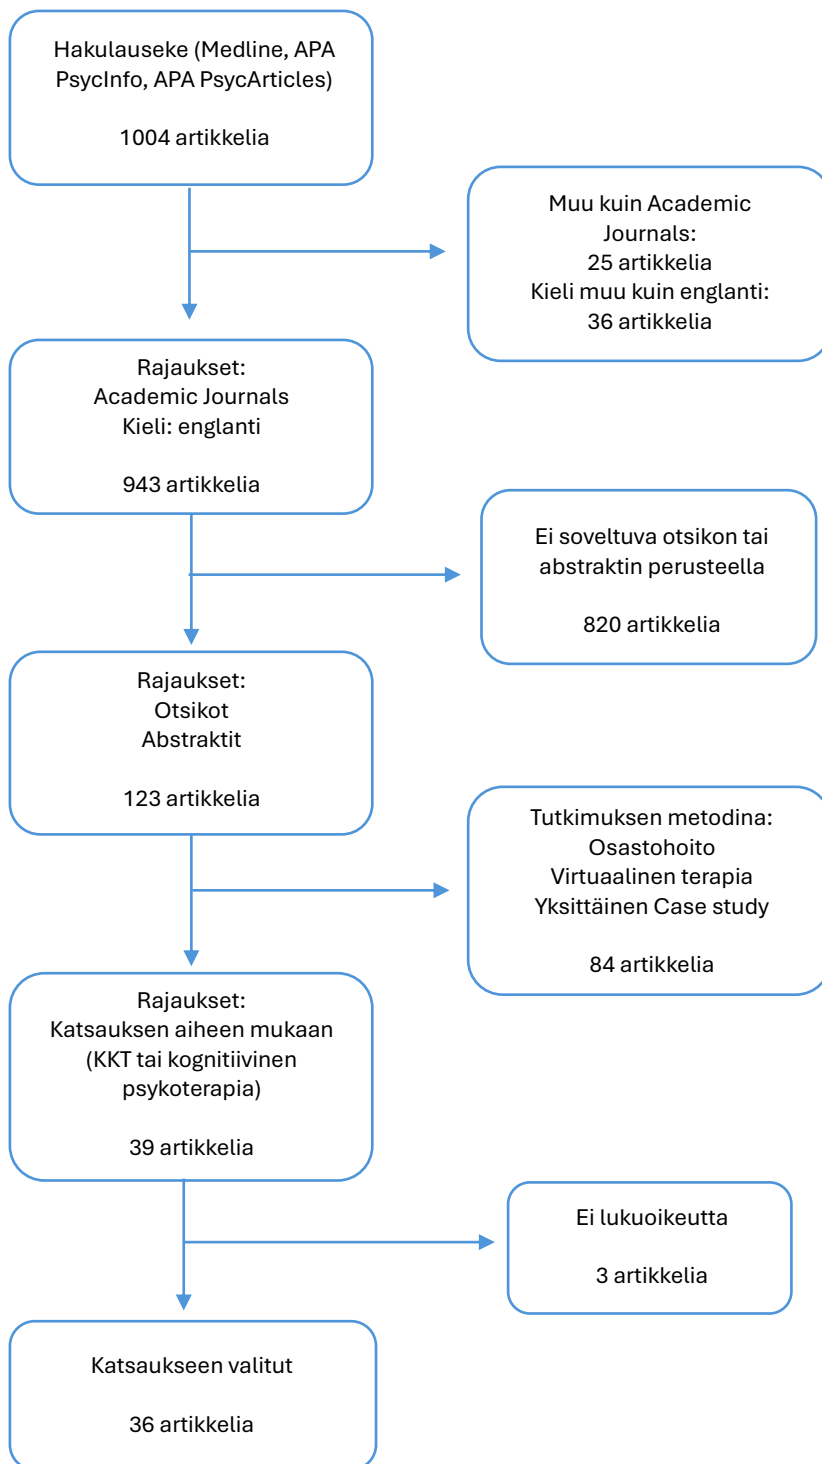 Hakulauseke (Medline, APA
PsycInfo, APA PsycArticles)
1004 artikkelia
Muu kuin Academic
Journals:
25 artikkelia
Kieli muu kuin englanti:
36 artikkelia
Rajaukset:
Academic Journals
Kieli: englanti
943 artikkelia
Ei soveltuva otsikon tai
abstraktin perusteella
820 artikkelia
Rajaukset:
Otsikot
Abstraktit
123 artikkelia
Tutkimuksen metodina:
Osastohoito
Virtuaalinen terapia
Yksittäinen Case study
84 artikkelia
Rajaukset:
Katsauksen aiheen mukaan
(KKT tai kognitiivinen
psykoterapia)
39 artikkelia
Ei lukuoikeutta
3 artikkelia
Katsaukseen valitut
36 artikkelia